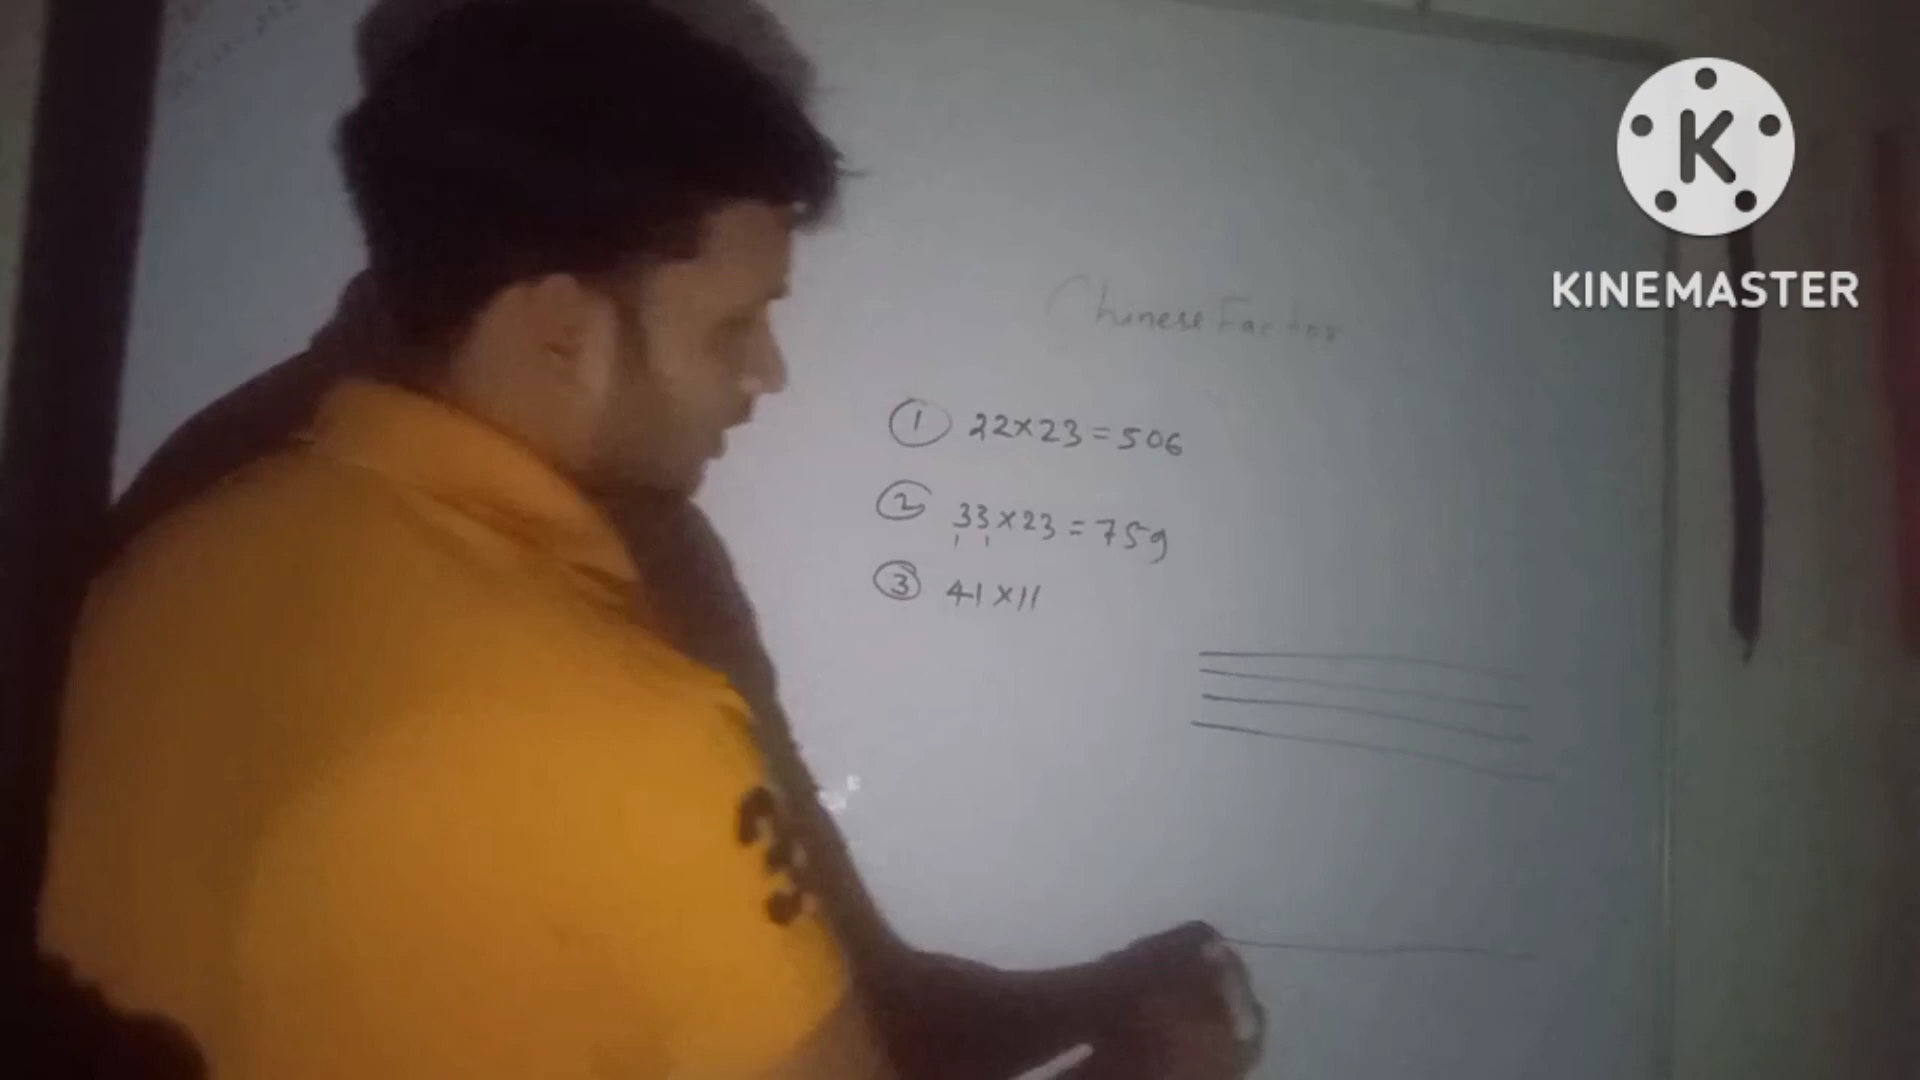 Chinese Factor
① 22×23=506
② 33×23=759
③ 41×11
K
KINEMASTER